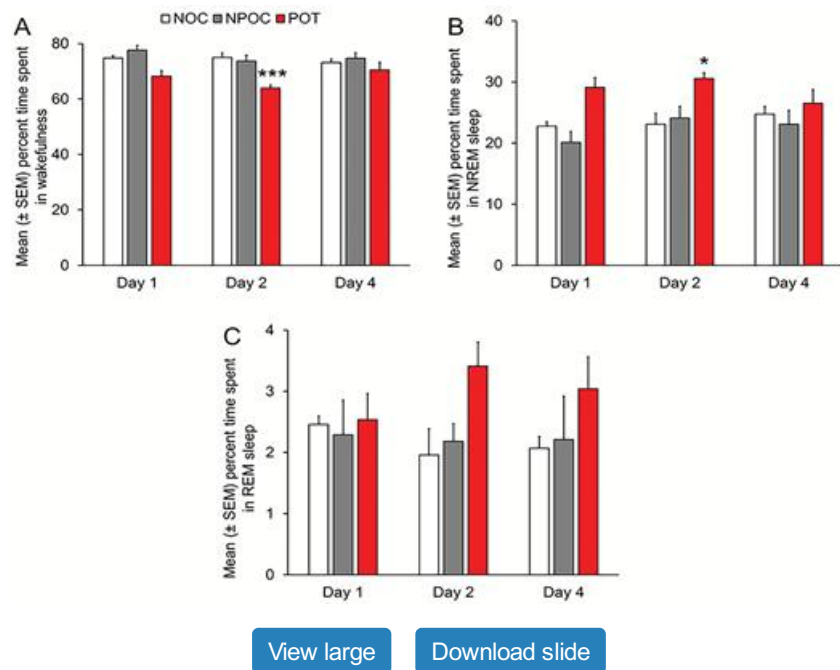 A
NOC NPOC POT
Mean (± SEM) percent time spent
in wakefulness
80
60
40
20
0
***
Day 1 Day 2 Day 4
B
Mean (± SEM) percent time spent
in NREM sleep
40
30
20
10
0
*
Day 1 Day 2 Day 4
C
Mean (± SEM) percent time spent
in REM sleep
4
3
2
1
0
Day 1 Day 2 Day 4
View large Download slide